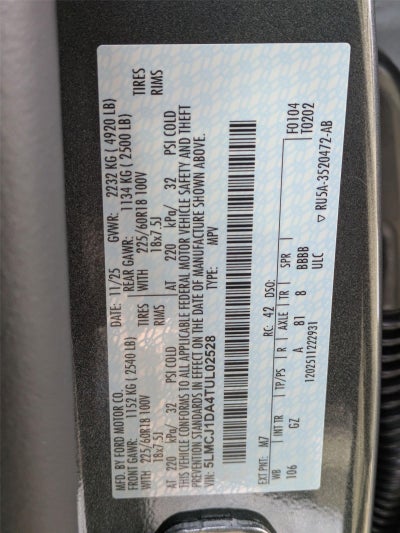 MFG. BY FORD MOTOR CO. DATE: 11/25 GVWR: 2232 KG ( 4920 LB)
FRONT GAWR: 1152 KG ( 2540 LB) REAR GAWR: 1134 KG ( 2500 LB)
WITH 225/60R18 100V TIRES WITH 225/60R18 100V TIRES
18x7.5J RIMS 18x7.5J RIMS
AT 220 kPa/ 32 PSI COLD AT 220 kPa/ 32 PSI COLD
THIS VEHICLE CONFORMS TO ALL APPLICABLE FEDERAL MOTOR VEHICLE SAFETY AND THEFT
PREVENTION STANDARDS IN EFFECT ON THE DATE OF MANUFACTURE SHOWN ABOVE.
VIN: 5LMCJ1DA4TUL02528 TYPE: MPV
F0104
EXT PNT: M7 RC: 42 DSO: T0202
WB INT TR TP/PS R AXLE TR SPR
106 GZ A 81 8 BBBB
1202511222931 ULC ▽ RU5A-3520472-AB